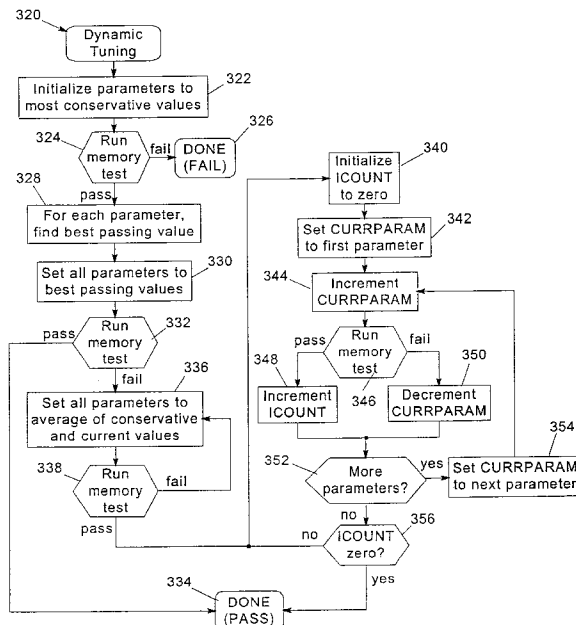 320
Dynamic
Tuning
Initialize parameters to
most conservative values
322
324
Run
memory
test
fail
326
DONE
(FAIL)
pass
328
For each parameter,
find best passing value
Set all parameters to
best passing values
330
pass
Run
memory
test
332
fail
336
Set all parameters to
average of conservative
and current values
338
Run
memory
test
fail
pass
334
DONE
(PASS)
Initialize
ICOUNT
to zero
340
Set CURRPARAM
to first parameter
342
344
Increment
CURRPARAM
pass
Run
memory
test
fail
346
348
Increment
ICOUNT
350
Decrement
CURRPARAM
352
More
parameters?
yes
354
Set CURRPARAM
to next parameter
no
no
ICOUNT
zero?
356
yes